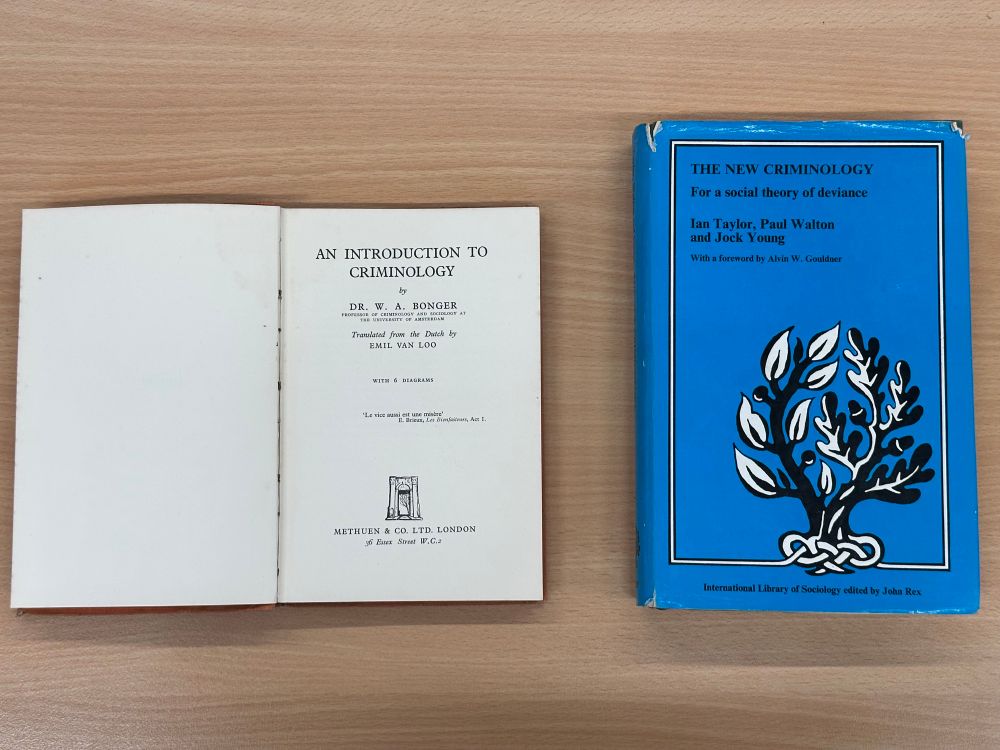 AN INTRODUCTION TO
CRIMINOLOGY
by
DR. W. A. BONGER
PROFESSOR OF CRIMINOLOGY AND SOCIOLOGY AT
THE UNIVERSITY OF AMSTERDAM
Translated from the Dutch by
EMIL VAN LOO
WITH 6 DIAGRAMS
'Le vice aussi est une misère'
E. Brieux, Les Bienfaiteurs, Act 1.
METHUEN & CO. LTD. LONDON
36 Essex Street W.C.2
THE NEW CRIMINOLOGY
For a social theory of deviance
Ian Taylor, Paul Walton
and Jock Young
With a foreword by Alvin W. Gouldner
International Library of Sociology edited by John Rex